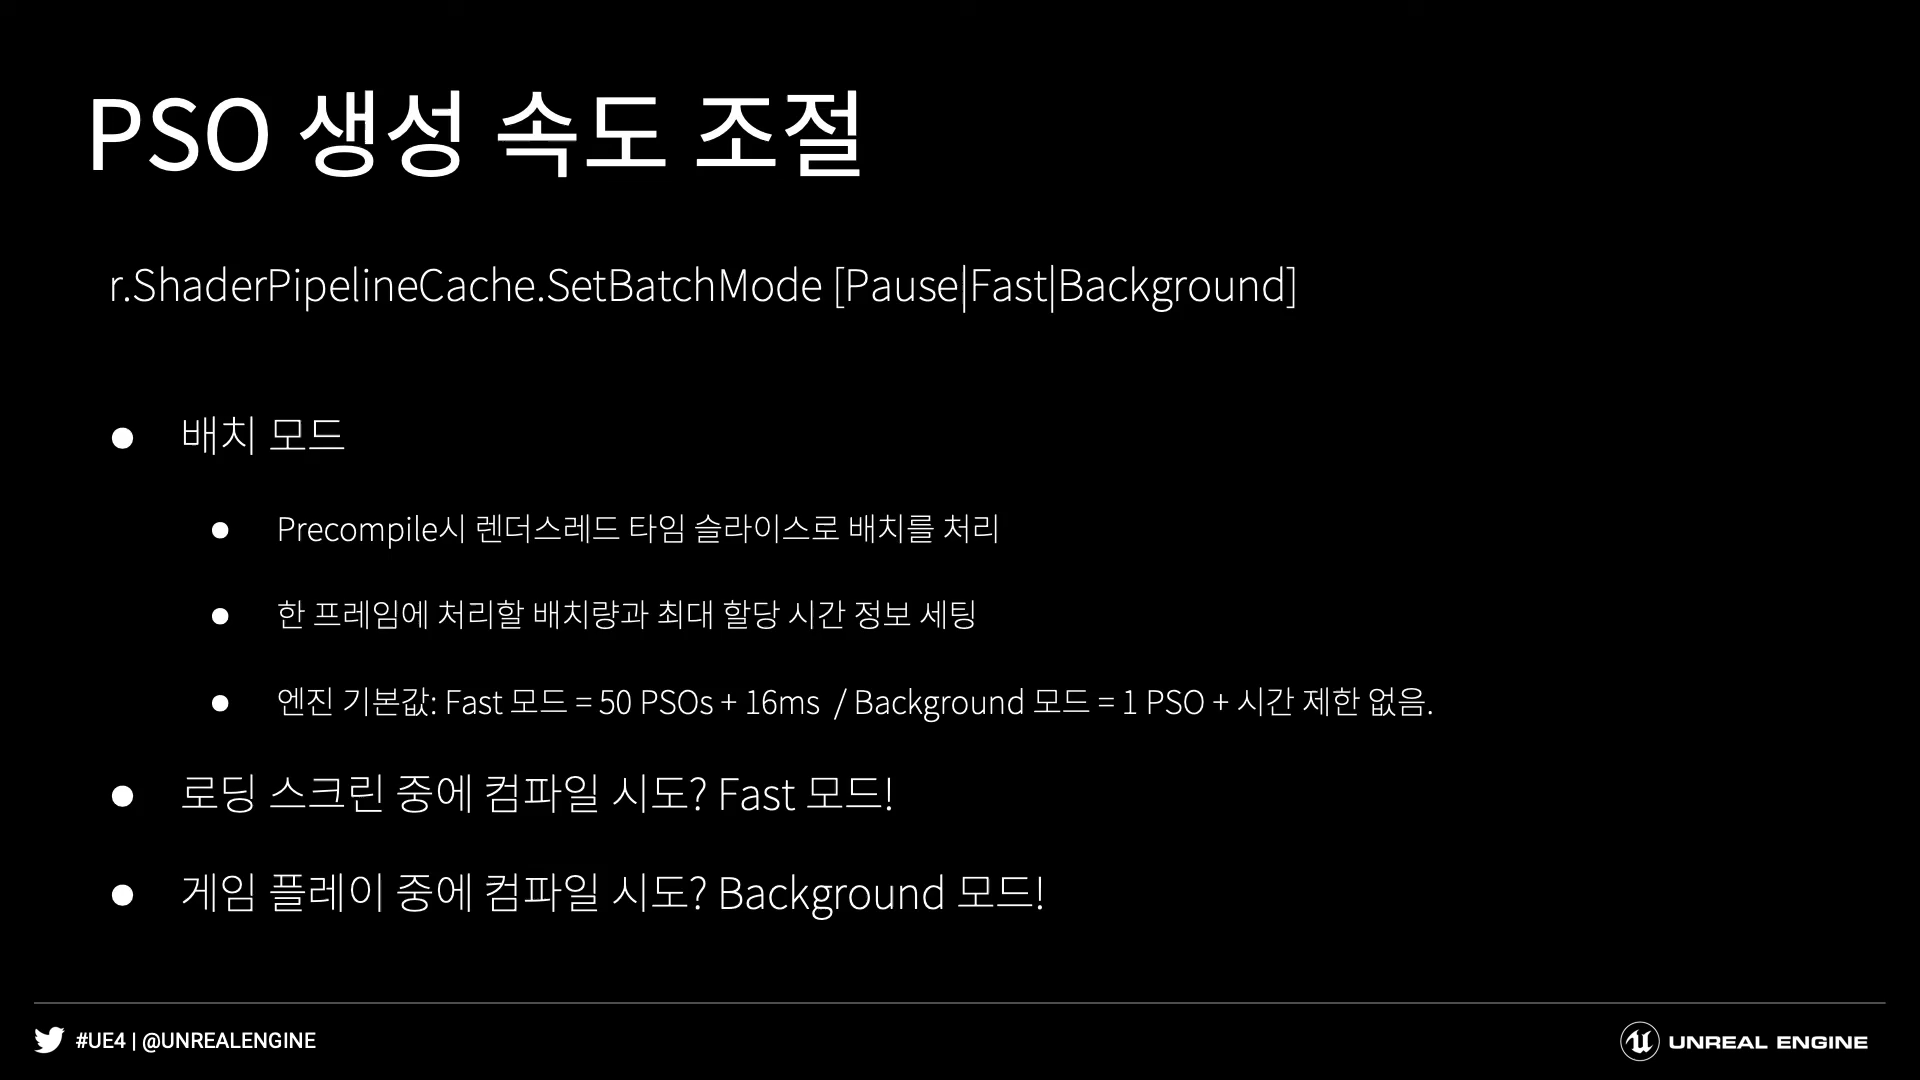 PSO 생성 속도 조절
r.ShaderPipelineCache.SetBatchMode [Pause|Fast|Background]
● 배치 모드
● Precompile시 렌더스레드 타임 슬라이스로 배치를 처리
● 한 프레임에 처리할 배치량과 최대 할당 시간 정보 세팅
● 엔진 기본값: Fast 모드 = 50 PSOs + 16ms / Background 모드 = 1 PSO + 시간 제한 없음.
● 로딩 스크린 중에 컴파일 시도? Fast 모드!
● 게임 플레이 중에 컴파일 시도? Background 모드!
#UE4 | @UNREALENGINE
UNREAL ENGINE